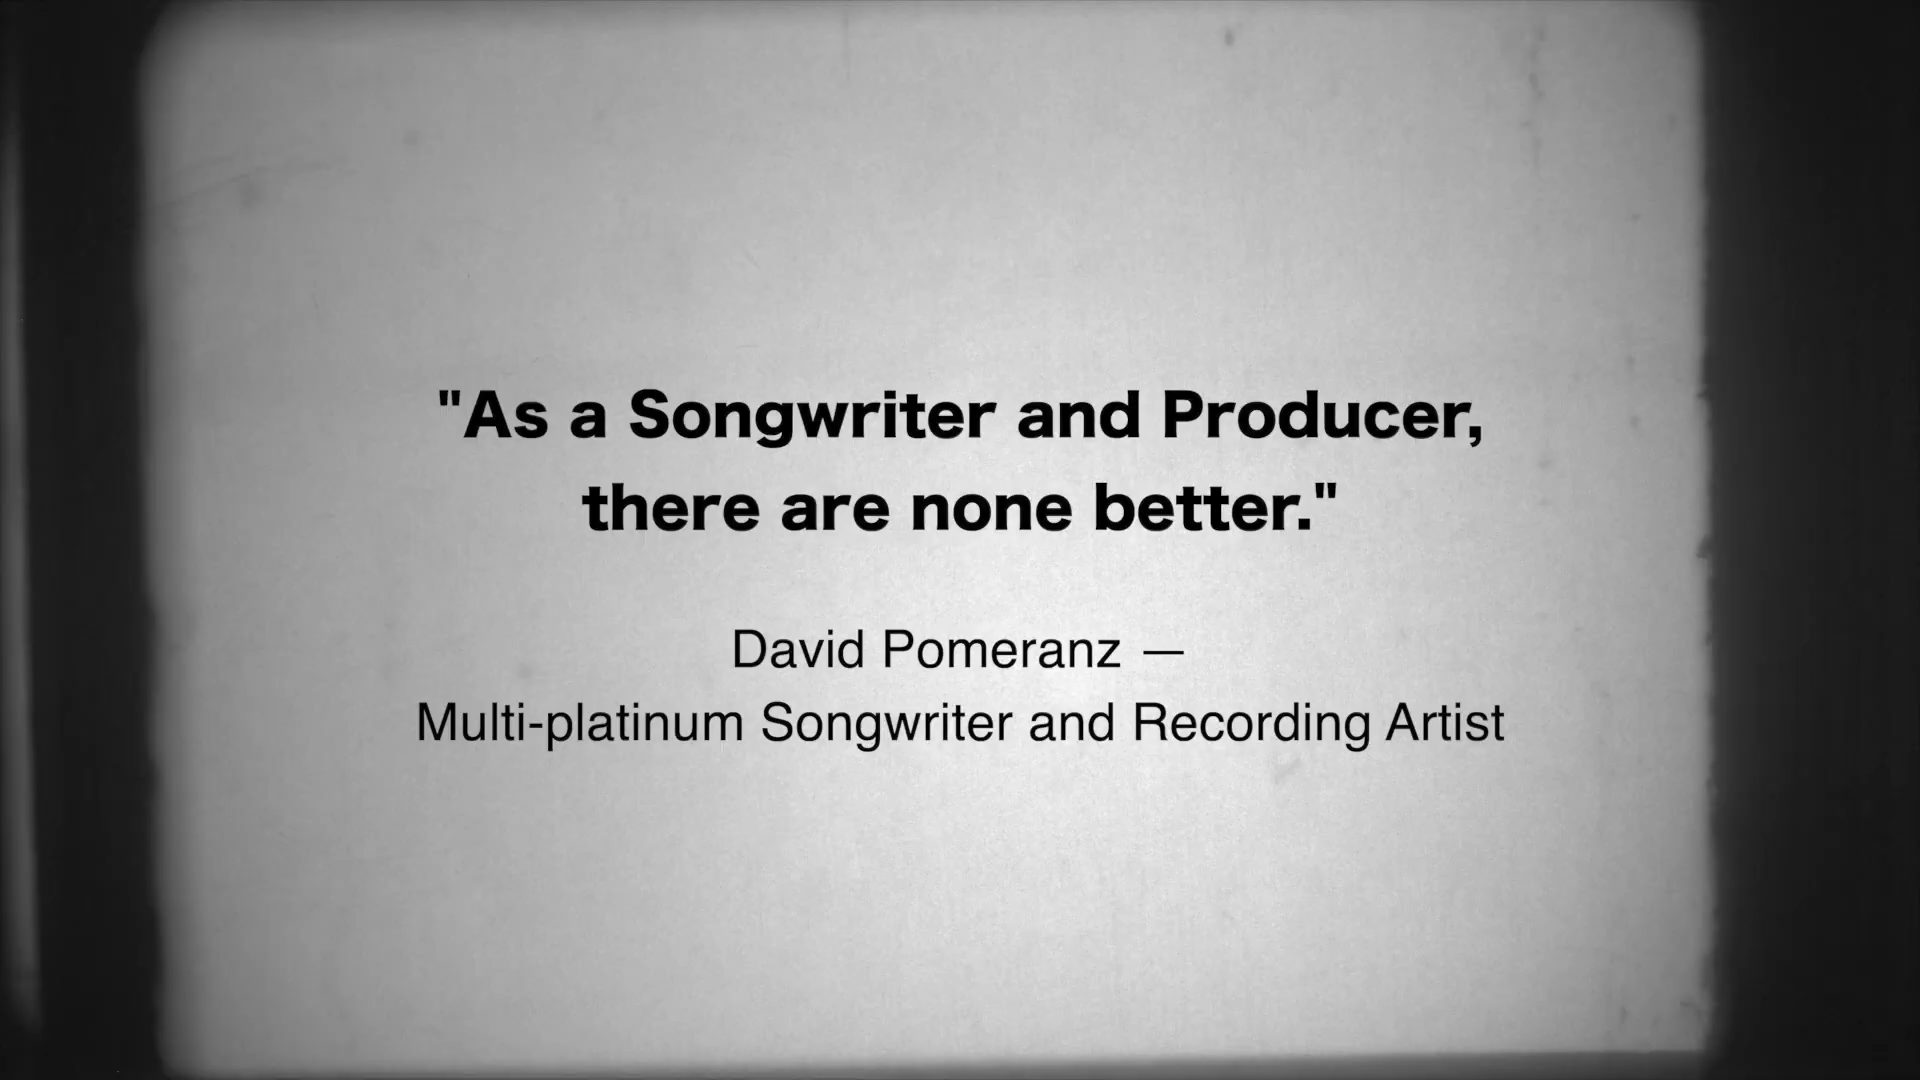 "As a Songwriter and Producer,
there are none better."
David Pomeranz —
Multi-platinum Songwriter and Recording Artist